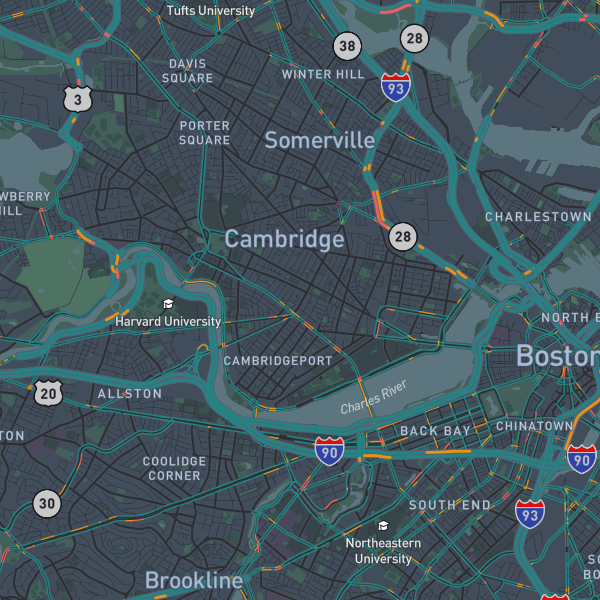 Tufts University
28
38
DAVIS
SQUARE
WINTER HILL
93
3
PORTER
SQUARE
Somerville
WBERRY
HILL
CHARLESTOWN
Cambridge
28
Harvard University
NORTH E
CAMBRIDGEPORT
Boston
20
ALLSTON
Charles River
TON
BACK BAY
CHINATOWN
90
90
COOLIDGE
CORNER
30
SOUTH END
93
Northeastern
University
SO
BO
Brookline